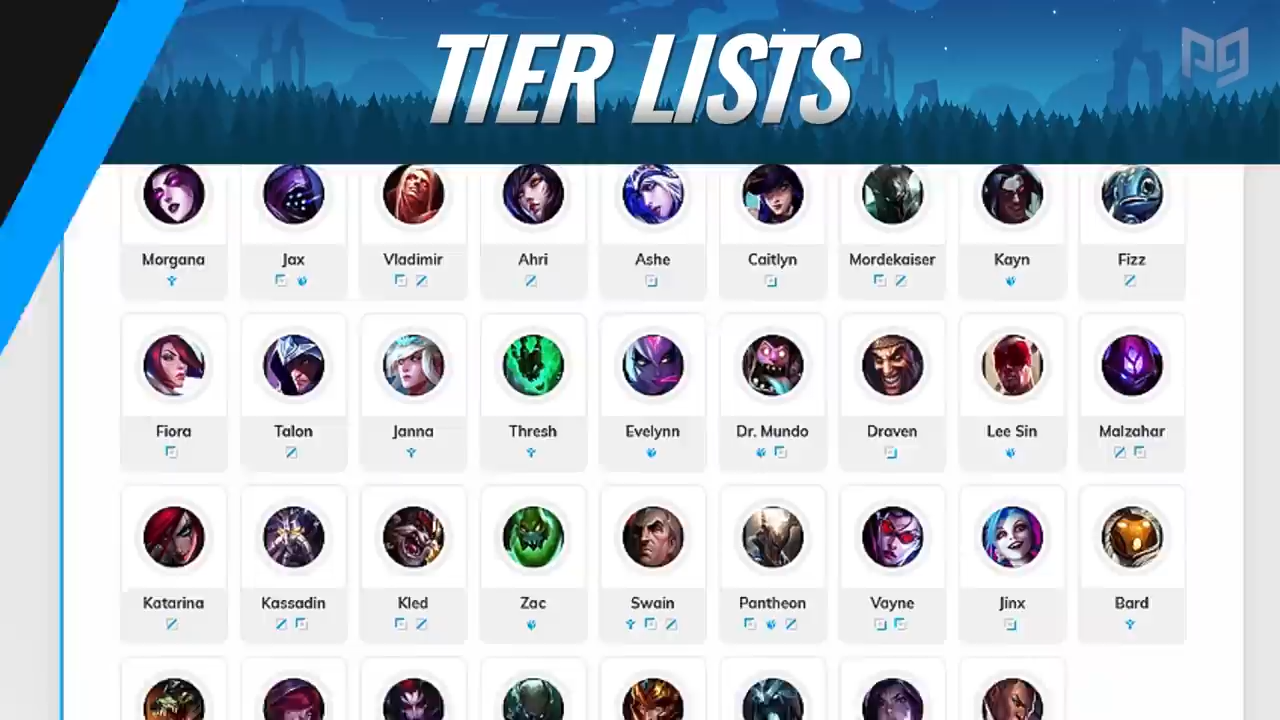 TIER LISTS
pg
Morgana Jax Vladimir Ahri Ashe Caitlyn Mordekaiser Kayn Fizz
Fiora Talon Janna Thresh Evelynn Dr. Mundo Draven Lee Sin Malzahar
Katarina Kassadin Kled Zac Swain Pantheon Vayne Jinx Bard